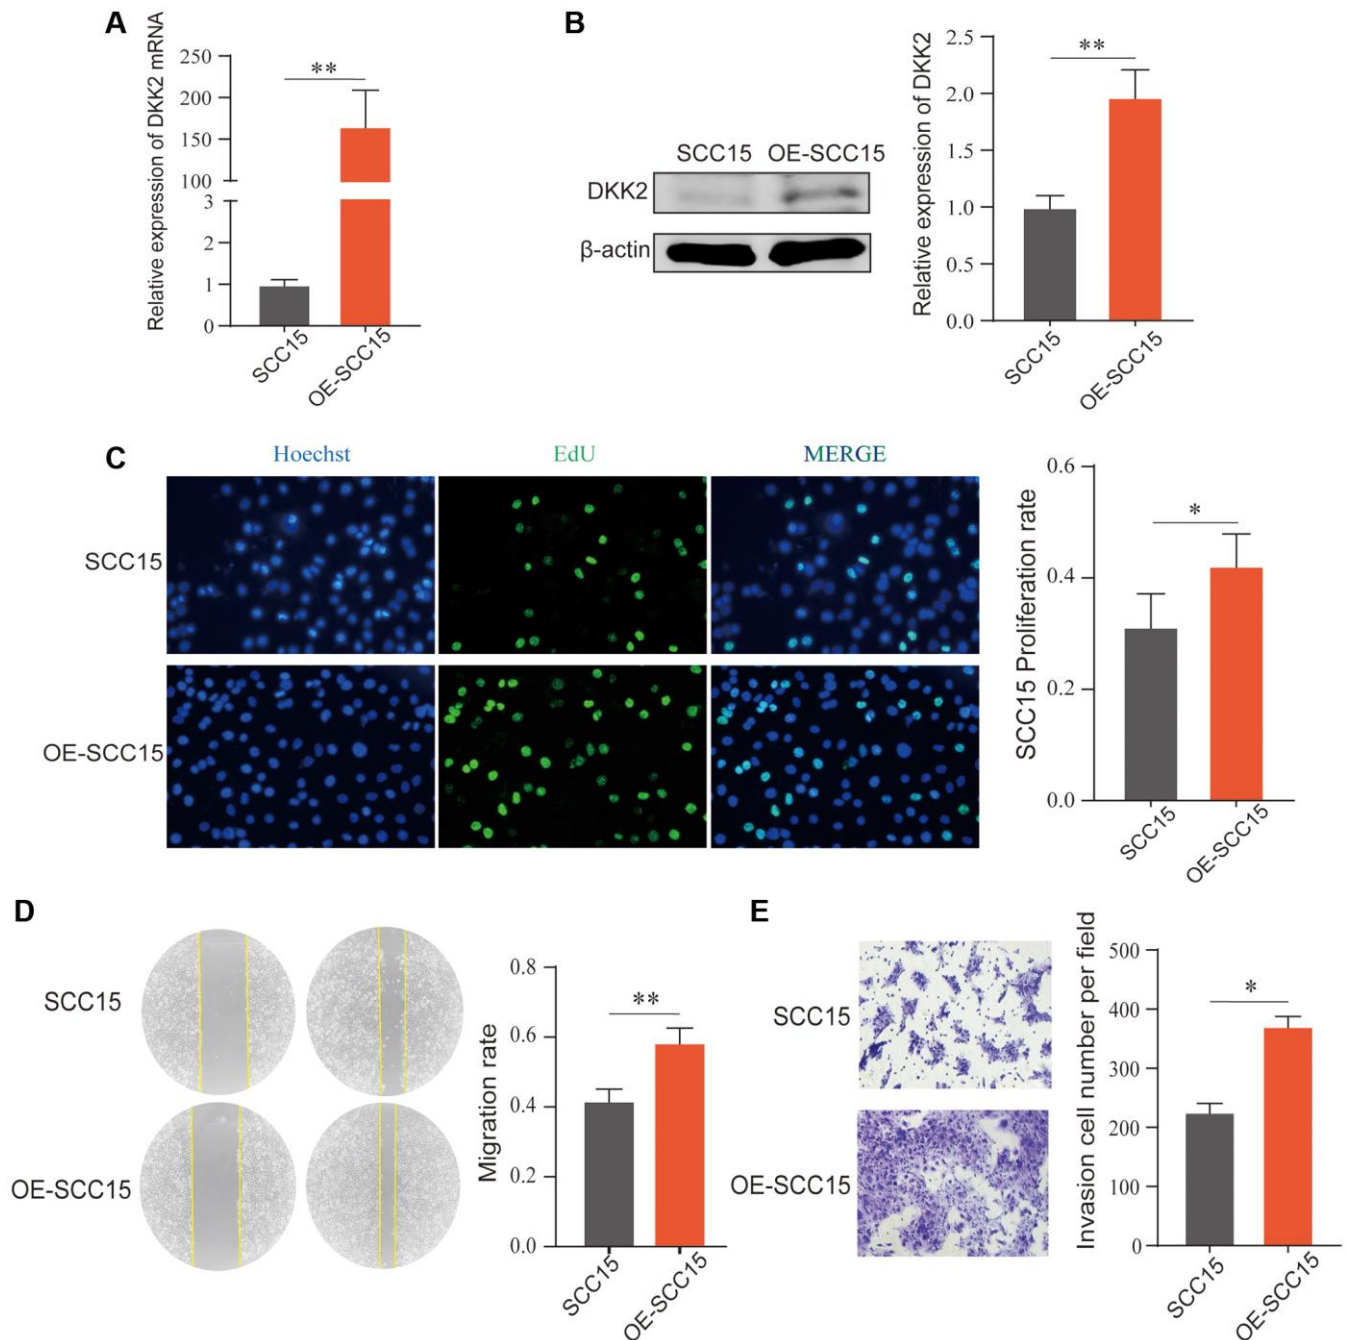 A
Relative expression of DKK2 mRNA
250
200
150
100
3
2
1
0
**
SCC15
OE-SCC15
B
SCC15 OE-SCC15
DKK2
β-actin
Relative expression of DKK2
2.5
2.0
1.5
1.0
0.5
0.0
**
SCC15
OE-SCC15
C
Hoechst EdU MERGE
SCC15
OE-SCC15
SCC15 Proliferation rate
0.6
0.4
0.2
0.0
*
SCC15
OE-SCC15
D
SCC15
OE-SCC15
Migration rate
0.8
0.6
0.4
0.2
0.0
**
SCC15
OE-SCC15
E
SCC15
OE-SCC15
Invasion cell number per field
500
400
300
200
100
0
*
SCC15
OE-SCC15